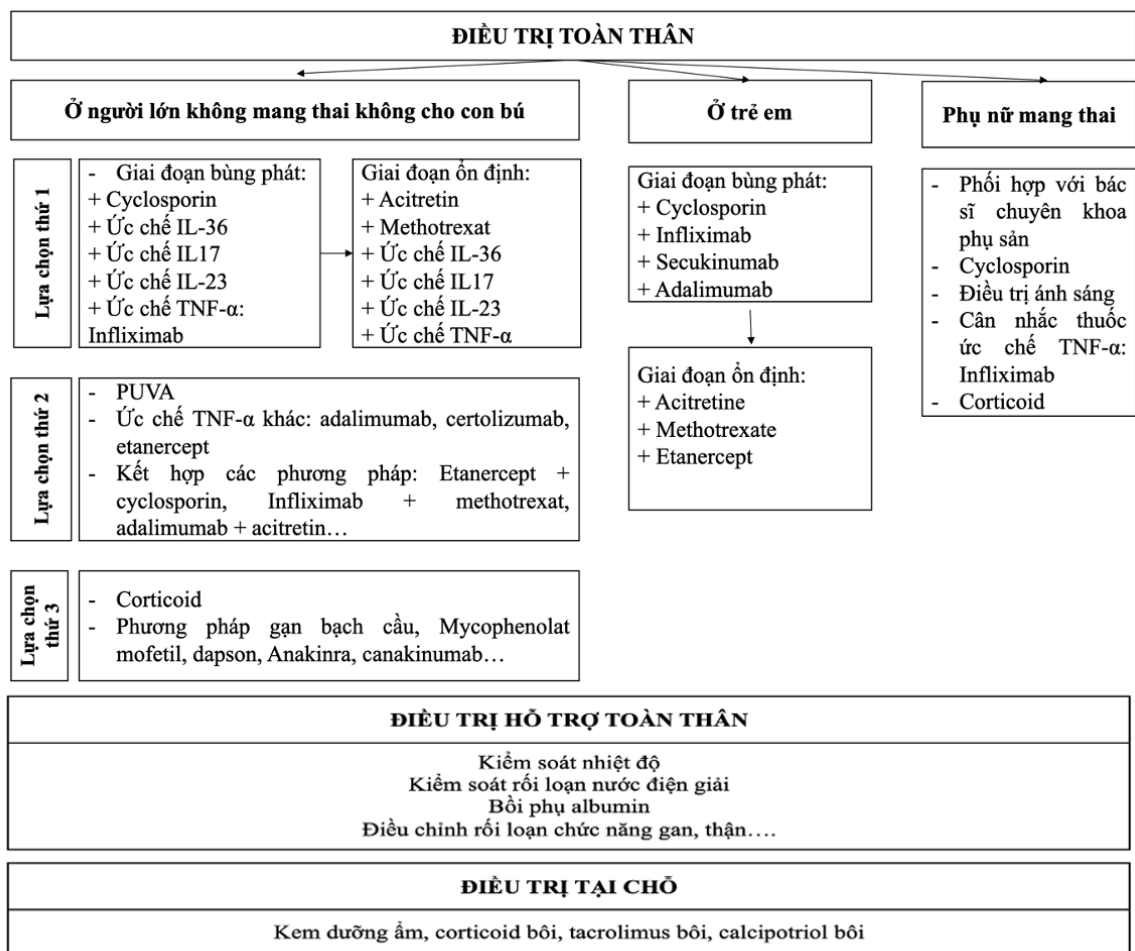 ĐIỀU TRỊ TOÀN THÂN
Ở người lớn không mang thai không cho con bú
Ở trẻ em
Phụ nữ mang thai
Lựa chọn thứ 1
- Giai đoạn bùng phát:
+ Cyclosporin
+ Ức chế IL-36
+ Ức chế IL17
+ Ức chế IL-23
+ Ức chế TNF-α:
Infliximab
Giai đoạn ổn định:
+ Acitretin
+ Methotrexat
+ Ức chế IL-36
+ Ức chế IL17
+ Ức chế IL-23
+ Ức chế TNF-α
Giai đoạn bùng phát:
+ Cyclosporin
+ Infliximab
+ Secukinumab
+ Adalimumab
Giai đoạn ổn định:
+ Acitretine
+ Methotrexate
+ Etanercept
- Phối hợp với bác
sĩ chuyên khoa
phụ sản
- Cyclosporin
- Điều trị ánh sáng
- Cân nhắc thuốc
ức chế TNF-α:
Infliximab
- Corticoid
Lựa chọn thứ 2
- PUVA
- Ức chế TNF-α khác: adalimumab, certolizumab,
etanercept
- Kết hợp các phương pháp: Etanercept +
cyclosporin, Infliximab + methotrexat,
adalimumab + acitretin…
Lựa chọn
thứ 3
- Corticoid
- Phương pháp gạn bạch cầu, Mycophenolat
mofetil, dapson, Anakinra, canakinumab…
ĐIỀU TRỊ HỖ TRỢ TOÀN THÂN
Kiểm soát nhiệt độ
Kiểm soát rối loạn nước điện giải
Bồi phụ albumin
Điều chỉnh rối loạn chức năng gan, thận….
ĐIỀU TRỊ TẠI CHỖ
Kem dưỡng ẩm, corticoid bôi, tacrolimus bôi, calcipotriol bôi